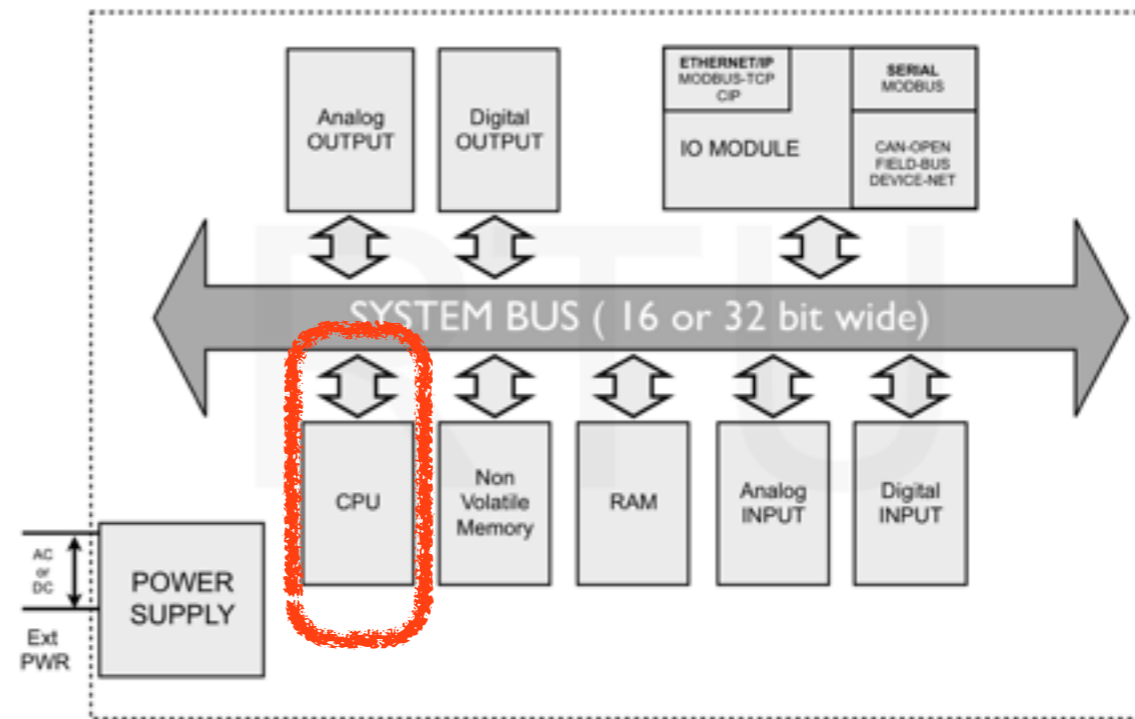 Analog
OUTPUT
Digital
OUTPUT
ETHERNET/IP
MODBUS-TCP
CIP
SERIAL
MODBUS
IO MODULE
CAN-OPEN
FIELD-BUS
DEVICE-NET
RTU
SYSTEM BUS ( 16 or 32 bit wide)
CPU
Non
Volatile
Memory
RAM
Analog
INPUT
Digital
INPUT
AC
or
DC
POWER
SUPPLY
Ext
PWR